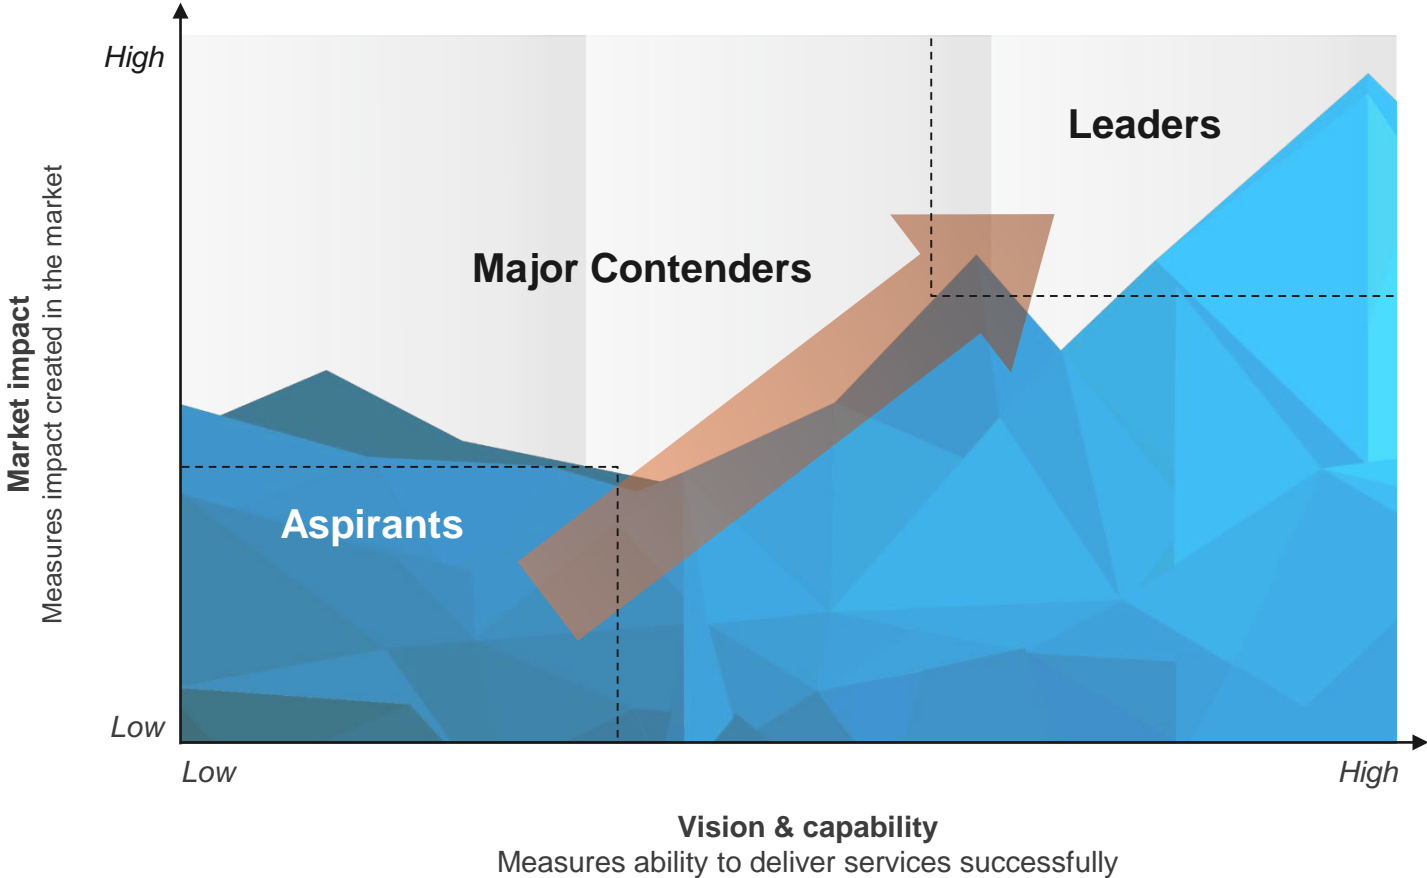 High
Leaders
Major Contenders
Market impact
Measures impact created in the market
Aspirants
Low
Low
High
Vision & capability
Measures ability to deliver services successfully